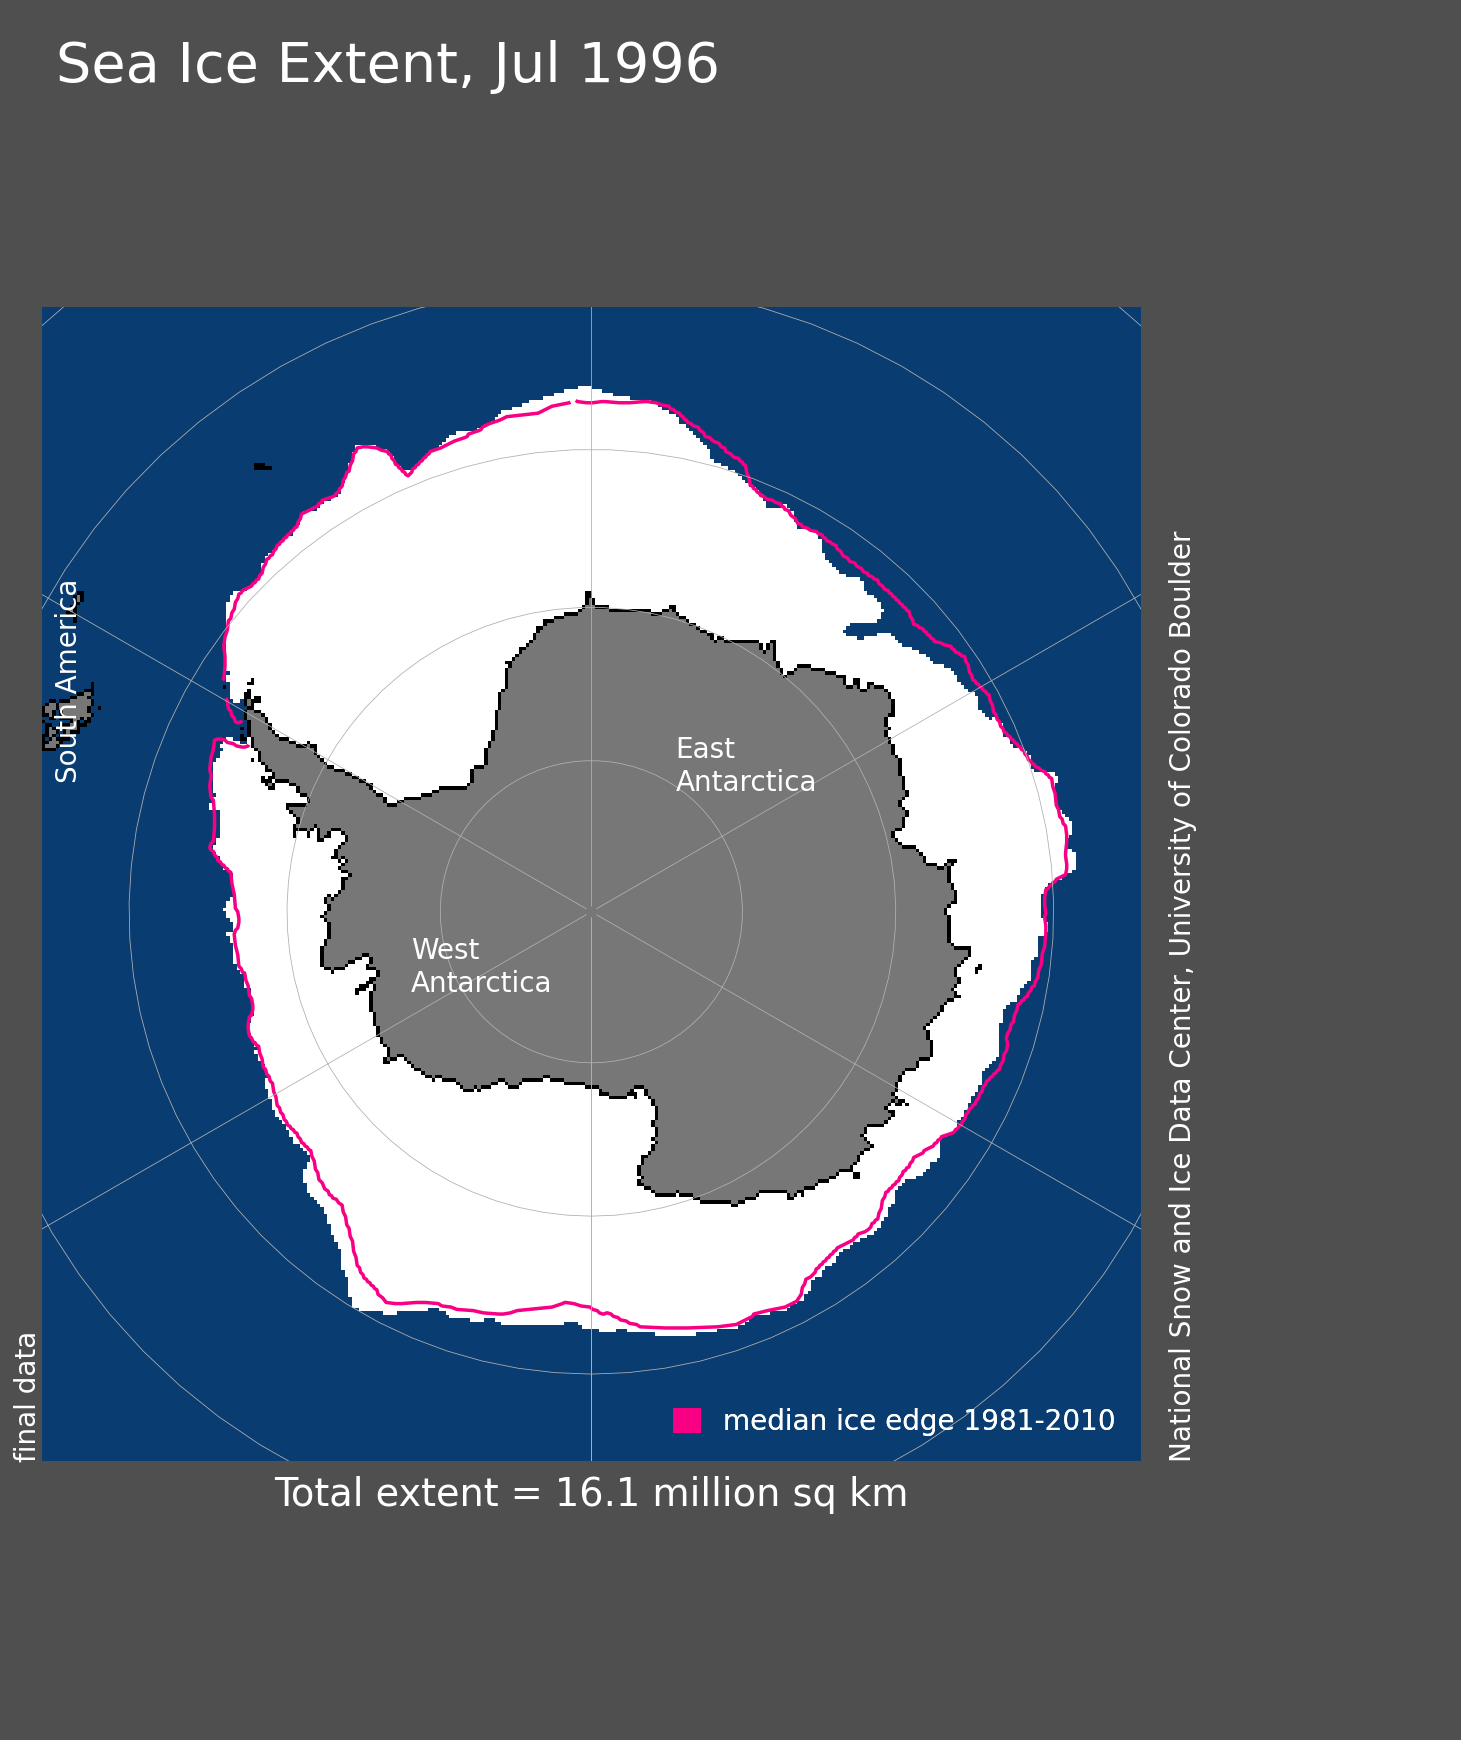 Sea Ice Extent, Jul 1996
South America
East
Antarctica
West
Antarctica
median ice edge 1981-2010
final data
National Snow and Ice Data Center, University of Colorado Boulder
Total extent = 16.1 million sq km